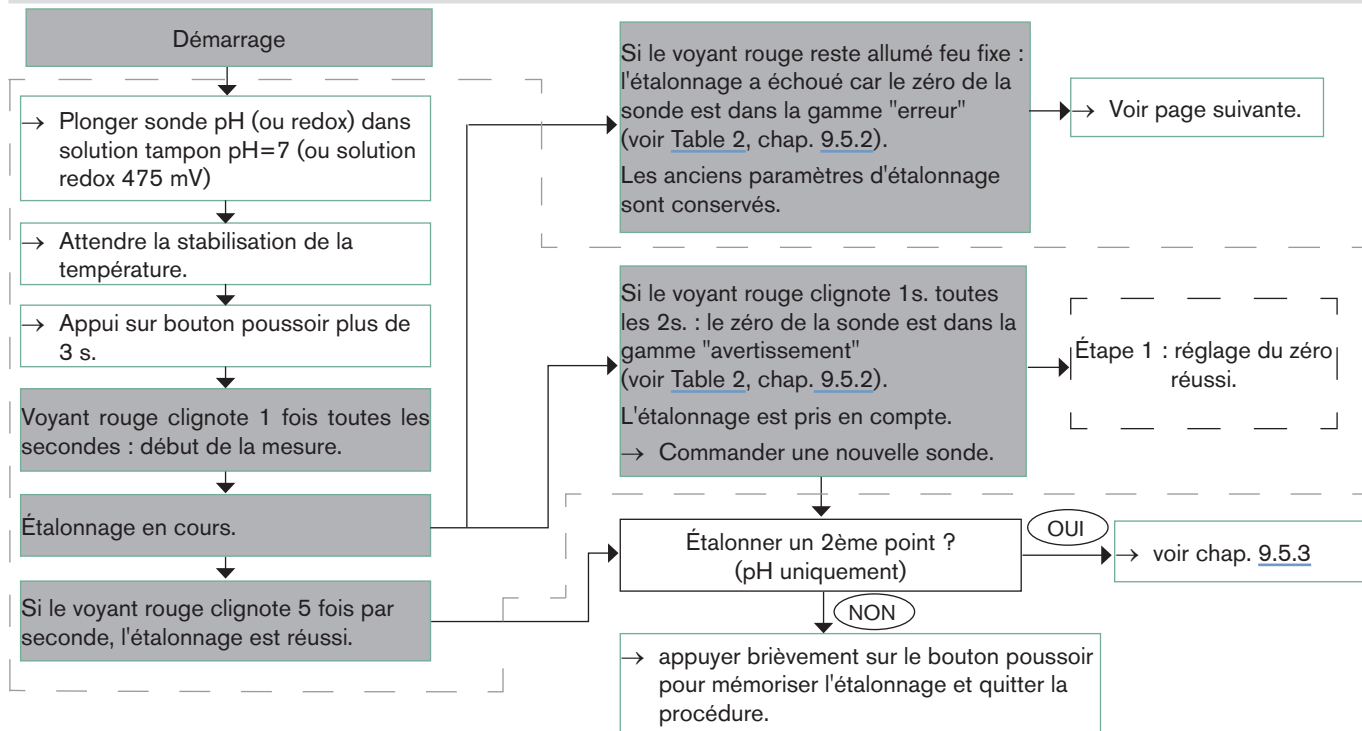 Démarrage
→ Plonger sonde pH (ou redox) dans
solution tampon pH=7 (ou solution
redox 475 mV)
→ Attendre la stabilisation de la
température.
→ Appui sur bouton poussoir plus de
3 s.
Voyant rouge clignote 1 fois toutes les
secondes : début de la mesure.
Étalonnage en cours.
Si le voyant rouge clignote 5 fois par
seconde, l'étalonnage est réussi.
Si le voyant rouge reste allumé feu fixe :
l'étalonnage a échoué car le zéro de la
sonde est dans la gamme "erreur"
(voir Table 2, chap. 9.5.2).
Les anciens paramètres d'étalonnage
sont conservés.
→ Voir page suivante.
Si le voyant rouge clignote 1s. toutes
les 2s. : le zéro de la sonde est dans la
gamme "avertissement"
(voir Table 2, chap. 9.5.2).
L'étalonnage est pris en compte.
→ Commander une nouvelle sonde.
Étape 1 : réglage du zéro
réussi.
Étalonner un 2ème point ?
(pH uniquement)
OUI
→ voir chap. 9.5.3
NON
→ appuyer brièvement sur le bouton poussoir
pour mémoriser l'étalonnage et quitter la
procédure.